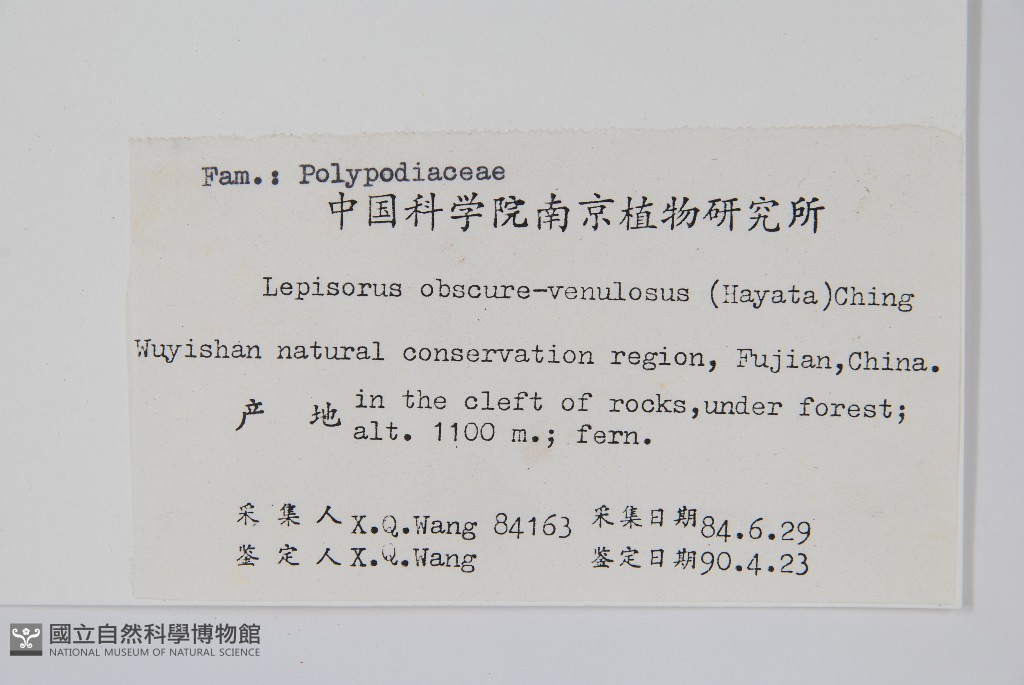 Fam.: Polypodiaceae
中国科学院南京植物研究所
Lepisorus obscure-venulosus (Hayata)Ching
Wuyishan natural conservation region, Fujian,China.
产 地 in the cleft of rocks,under forest;
alt. 1100 m.; fern.
采 集 人 X.Q.Wang 84163 采集日期 84.6.29
鉴 定 人 X.Q.Wang 鉴定日期 90.4.23
國立自然科學博物館
NATIONAL MUSEUM OF NATURAL SCIENCE